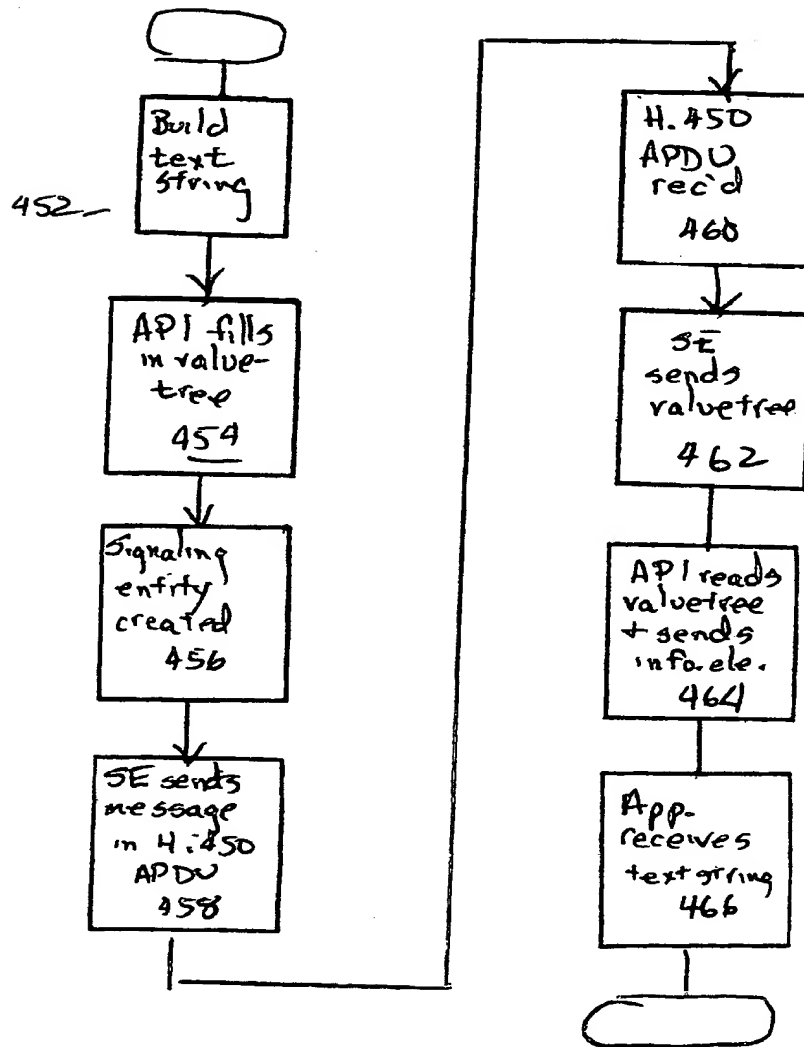 Build
text
string
452
API fills
in value-
tree
454
Signaling
entity
created
456
SE sends
message
in H.450
APDU
458
H.450
APDU
rec'd
460
SE
sends
valuetree
462
API reads
valuetree
+ sends
info.ele.
464
App.
receives
text string
466